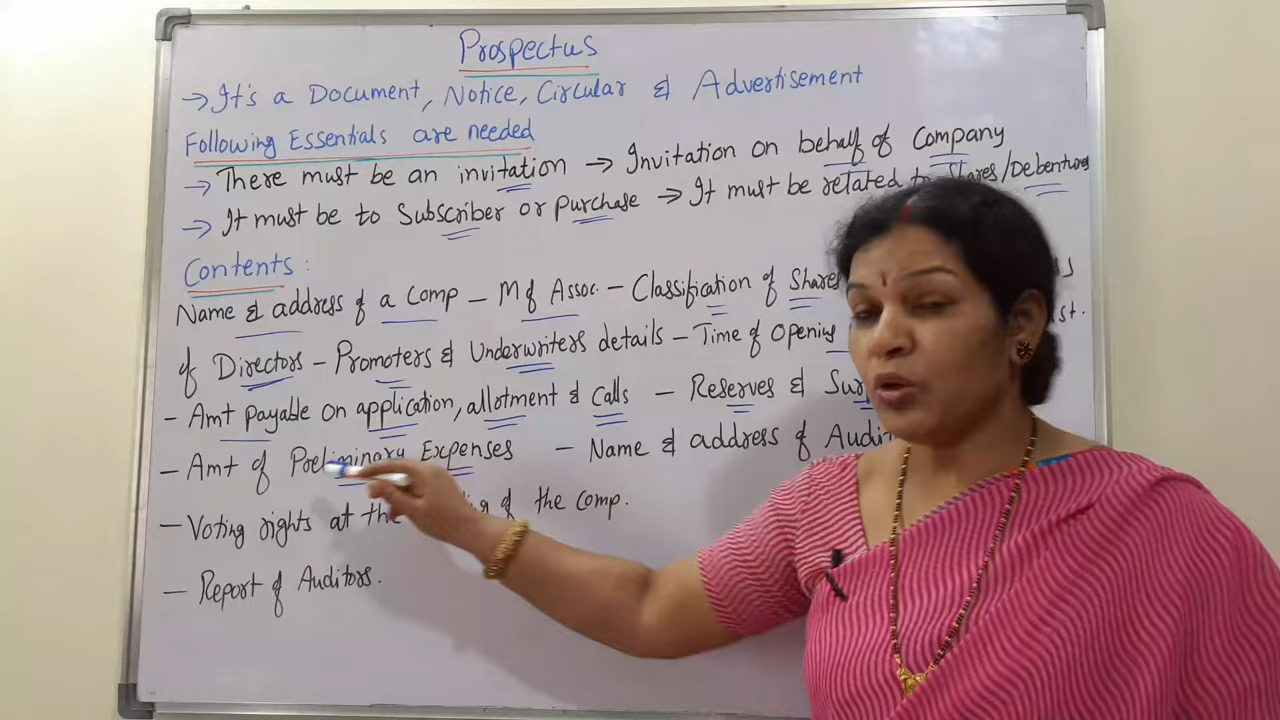 Prospectus
→ It's a Document, Notice, Circular & Advertisement
Following Essentials are needed
→ There must be an invitation → Invitation on behalf of Company
→ It must be to Subscriber or purchase → It must be related to Shares/Debentures
Contents :
Name & address of a Comp – M of Assoc. – Classification of Shares
of Directors – Promoters & Underwriters details – Time of Opening
– Amt payable on application, allotment & Calls – Reserves &
– Amt of Preliminary Expenses – Name & address of
– Voting rights at the of the Comp.
– Report of Auditors.